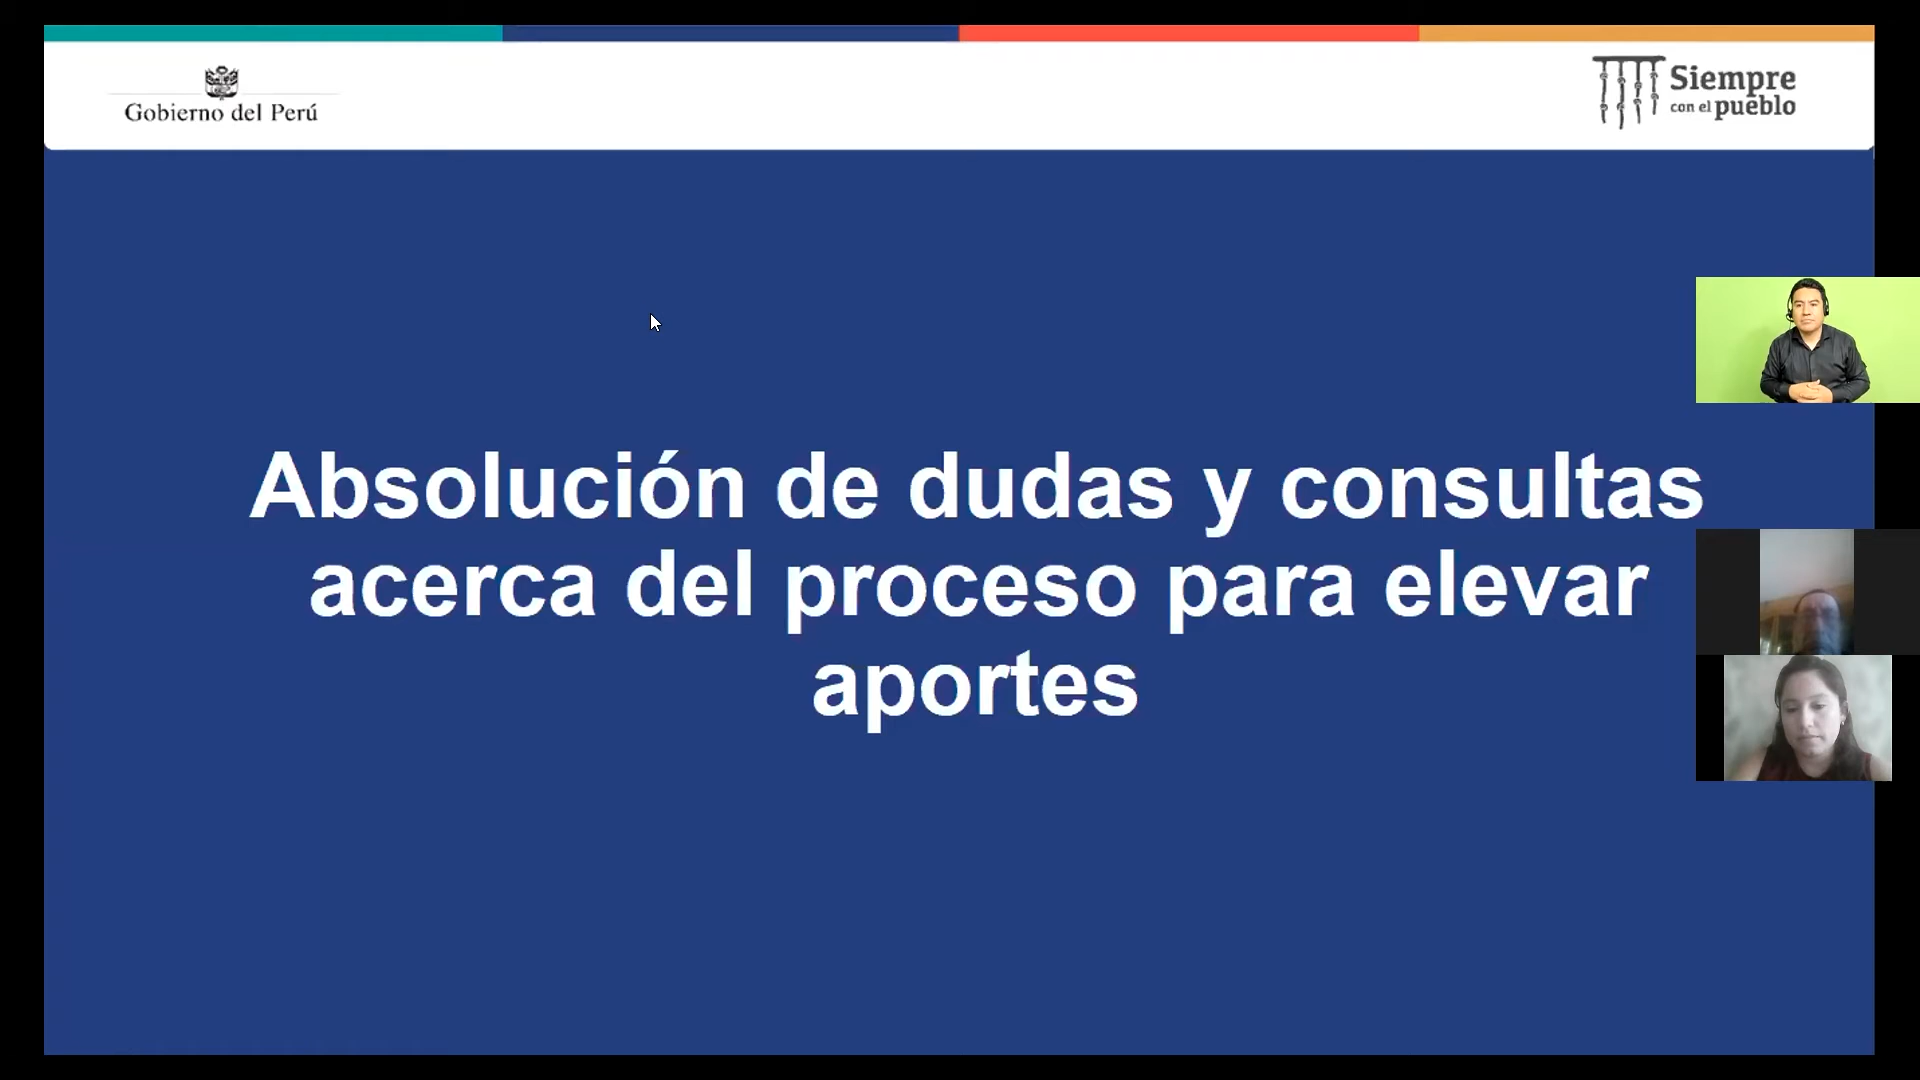 Gobierno del Perú
Siempre
con el pueblo
Absolución de dudas y consultas
acerca del proceso para elevar
aportes